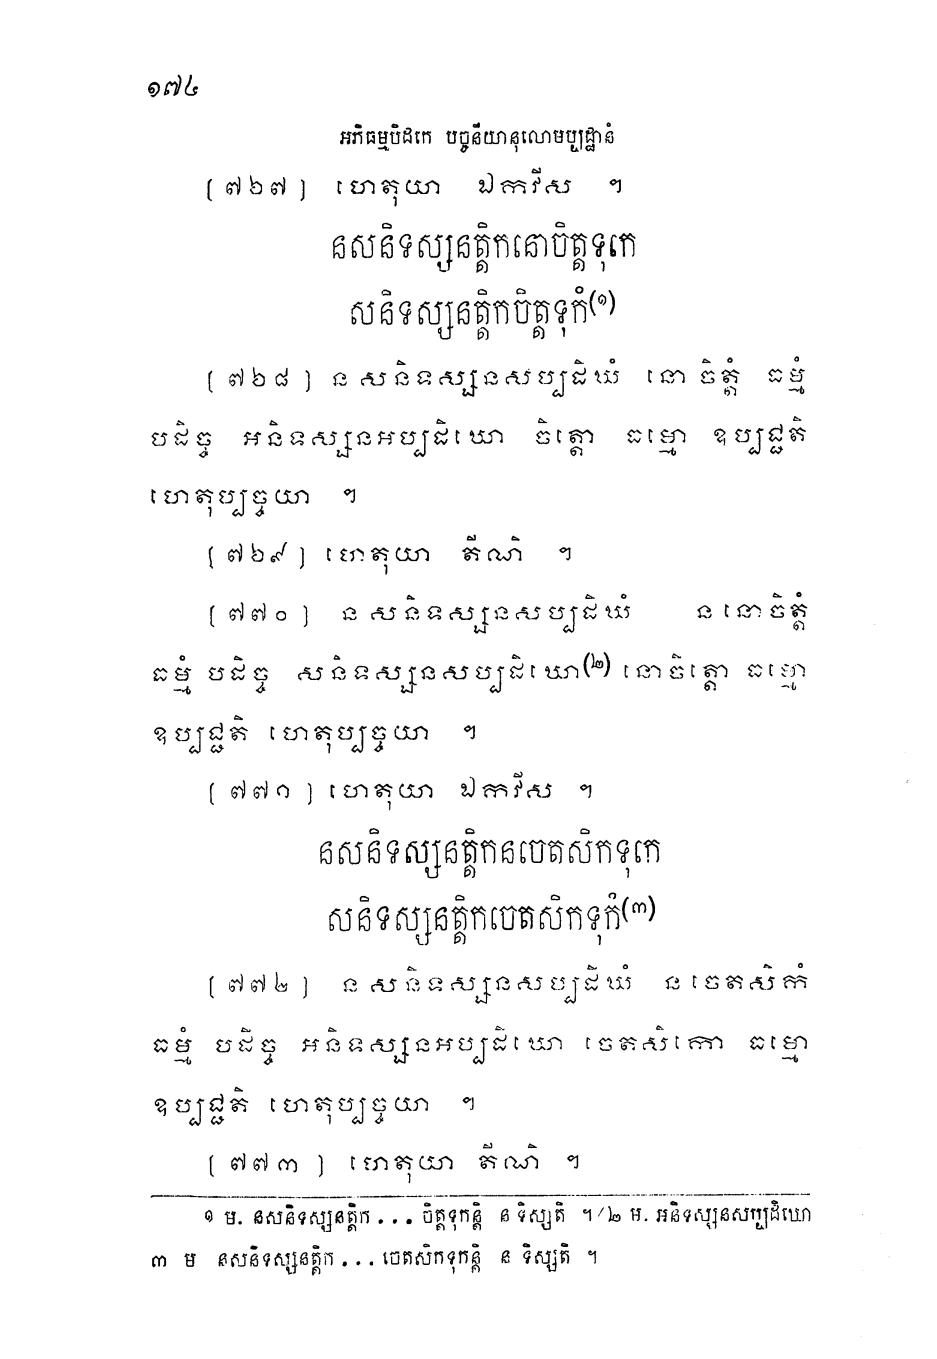 ១៧៤
អភិធម្មបិដកេ បច្ចនីយានុលោមប្បដ្ឋានំ
(៧៦៧) ហេតុយា ឯកវីស ។
នសនិទស្សនត្តិកនោចិត្តទុកេ
សនិទស្សនត្តិកចិត្តទុកំ(១)
(៧៦៨) ន សនិទស្សនសប្បដិឃំ នោ ចិត្តំ ធម្មំ
បដិច្ច អនិទស្សនអប្បដិឃោ ចិត្តោ ធម្មោ ឧប្បជ្ជតិ
ហេតុប្បច្ចយា ។
(៧៦៩) ហេតុយា តីណិ ។
(៧៧០) ន សនិទស្សនសប្បដិឃំ ន នោចិត្តំ
ធម្មំ បដិច្ច សនិទស្សនសប្បដិឃោ(២) នោចិត្តោ ធម្មោ
ឧប្បជ្ជតិ ហេតុប្បច្ចយា ។
(៧៧១) ហេតុយា ឯកវីស ។
នសនិទស្សនត្តិកនចេតសិកទុកេ
សនិទស្សនត្តិកចេតសិកទុកំ(៣)
(៧៧២) ន សនិទស្សនសប្បដិឃំ ន ចេតសិកំ
ធម្មំ បដិច្ច អនិទស្សនអប្បដិឃោ ចេតសិកោ ធម្មោ
ឧប្បជ្ជតិ ហេតុប្បច្ចយា ។
(៧៧៣) ហេតុយា តីណិ ។
១ ម. នសនិទស្សនត្តិក... ចិត្តទុកន្តិ ន ទិស្សតិ ។ ២ ម. អនិទស្សនសប្បដិឃោ
៣ ម នសនិទស្សនត្តិក... ចេតសិកទុកន្តិ ន ទិស្សតិ ។